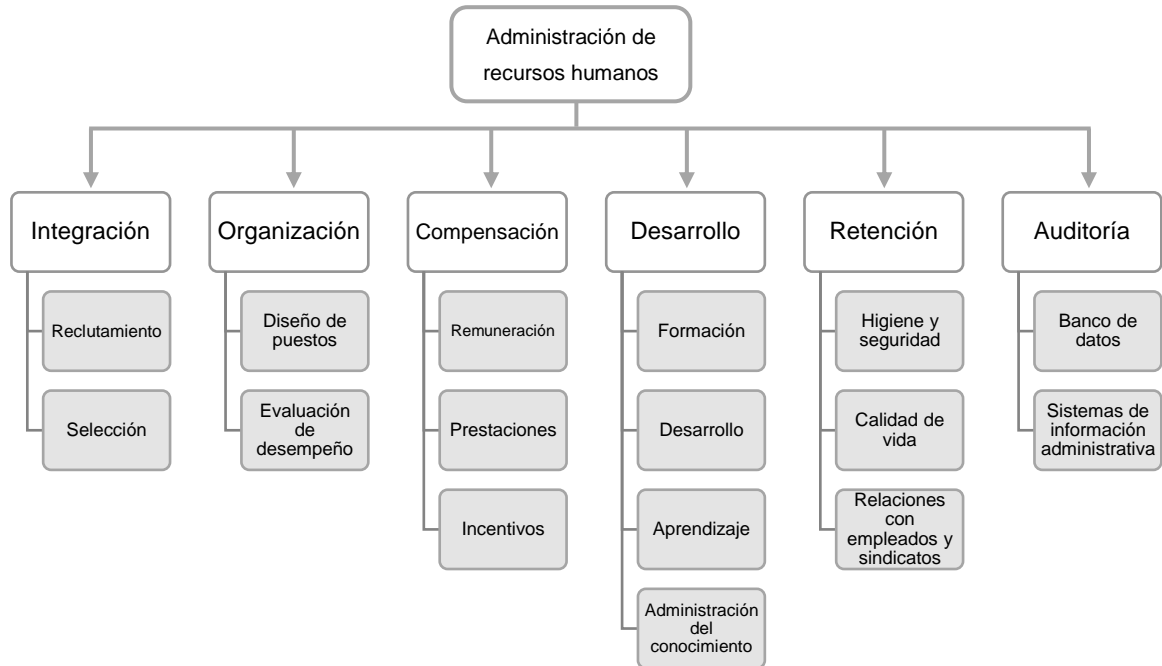 Administración de
recursos humanos
Integración
Organización
Compensación
Desarrollo
Retención
Auditoría
Reclutamiento
Selección
Diseño de
puestos
Evaluación
de
desempeño
Remuneración
Prestaciones
Incentivos
Formación
Desarrollo
Aprendizaje
Administración
del
conocimiento
Higiene y
seguridad
Calidad de
vida
Relaciones
con
empleados y
sindicatos
Banco de
datos
Sistemas de
información
administrativa